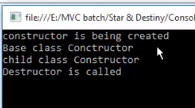 file:///E:/MVC batch/Star & Destiny/Consol
constructor is being created
Base class Conctructor
child class Constructor
Destructor is called